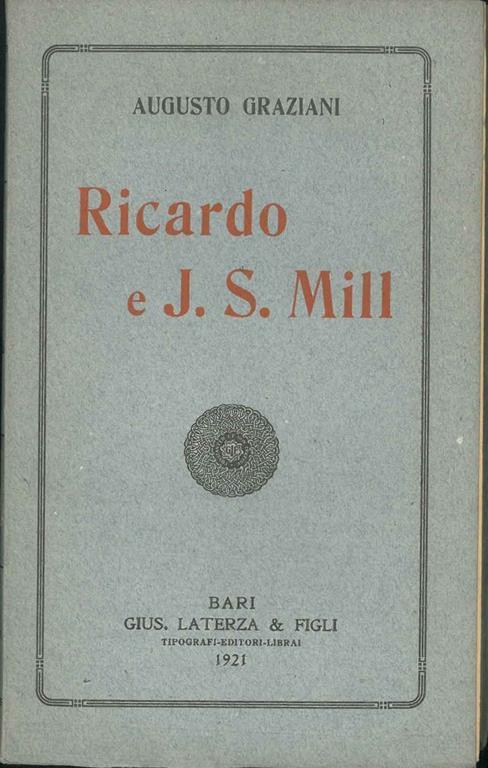 AUGUSTO GRAZIANI
Ricardo
e J. S. Mill
BARI
GIUS. LATERZA & FIGLI
TIPOGRAFI-EDITORI-LIBRAI
1921